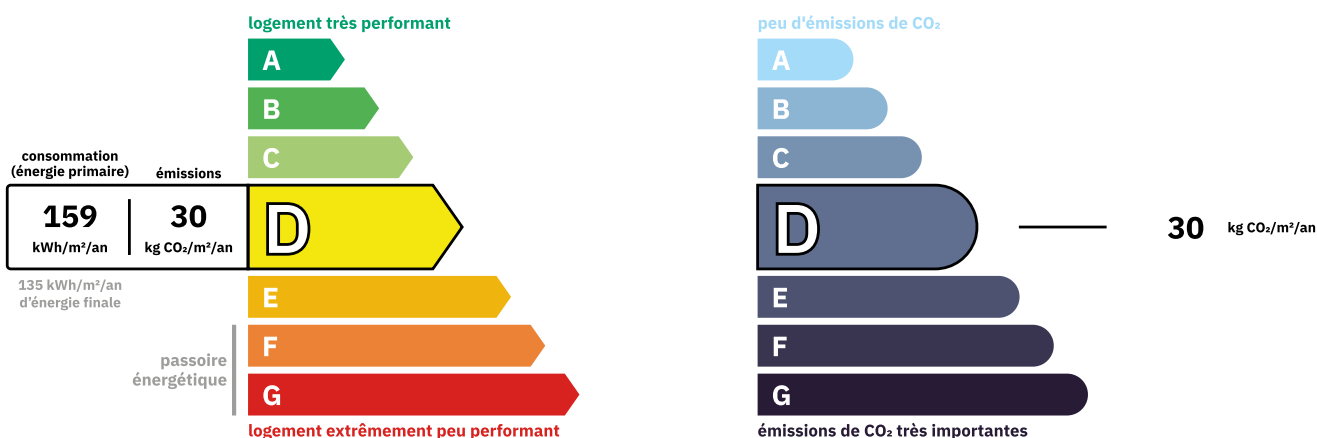 logement très performant
A
B
C
consommation
(énergie primaire)
émissions
159
kWh/m²/an
30
kg CO₂/m²/an
D
135 kWh/m²/an
d'énergie finale
E
passoire
énergétique
F
G
logement extrêmement peu performant
peu d'émissions de CO₂
A
B
C
D
30 kg CO₂/m²/an
E
F
G
émissions de CO₂ très importantes